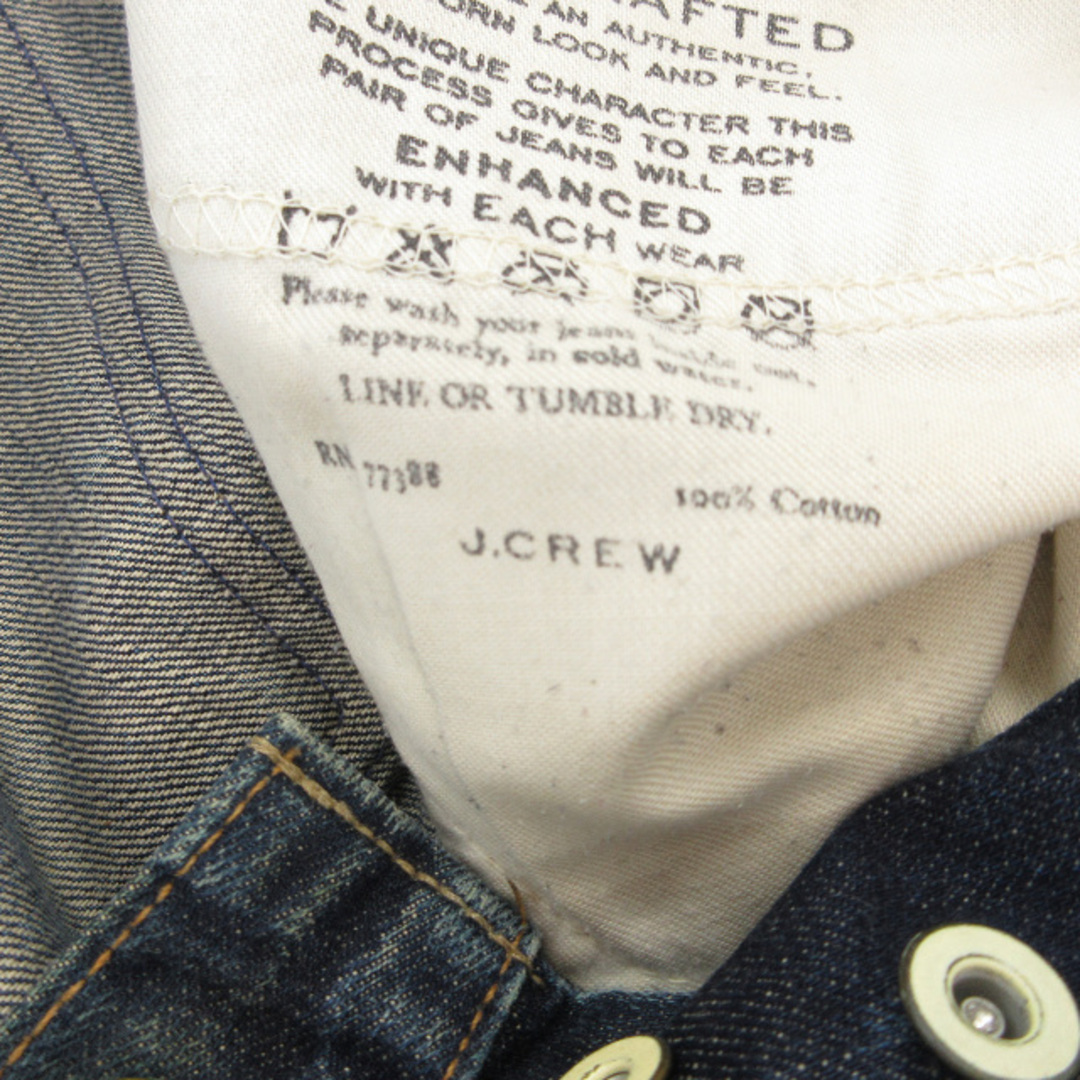 AFTED
AN AUTHENTIC,
ORN LOOK AND FEEL.
E UNIQUE CHARACTER THIS
PROCESS GIVES TO EACH
PAIR OF JEANS WILL BE
ENHANCED
WITH EACH WEAR
Please wash your jeans inside out,
separately, in cold water.
LINE OR TUMBLE DRY.
RN 77388
100% Cotton
J.CREW